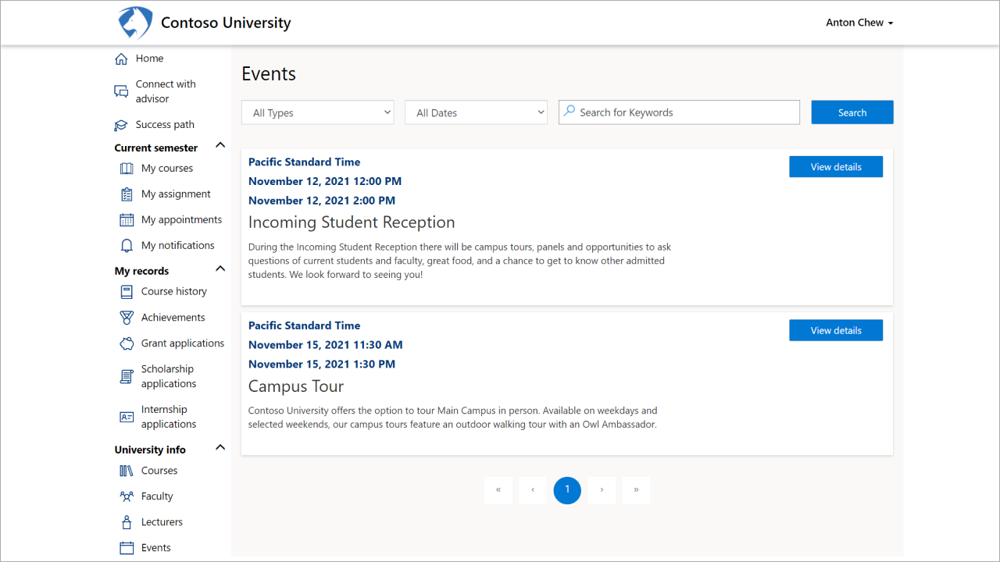 Contoso University
Anton Chew
Home
Connect with
advisor
Success path
Current semester
My courses
My assignment
My appointments
My notifications
My records
Course history
Achievements
Grant applications
Scholarship
applications
Internship
applications
University info
Courses
Faculty
Lecturers
Events
Events
All Types
All Dates
Search for Keywords
Search
Pacific Standard Time
View details
November 12, 2021 12:00 PM
November 12, 2021 2:00 PM
Incoming Student Reception
During the Incoming Student Reception there will be campus tours, panels and opportunities to ask
questions of current students and faculty, great food, and a chance to get to know other admitted
students. We look forward to seeing you!
Pacific Standard Time
View details
November 15, 2021 11:30 AM
November 15, 2021 1:30 PM
Campus Tour
Contoso University offers the option to tour Main Campus in person. Available on weekdays and
selected weekends, our campus tours feature an outdoor walking tour with an Owl Ambassador.
« ‹ 1 › »